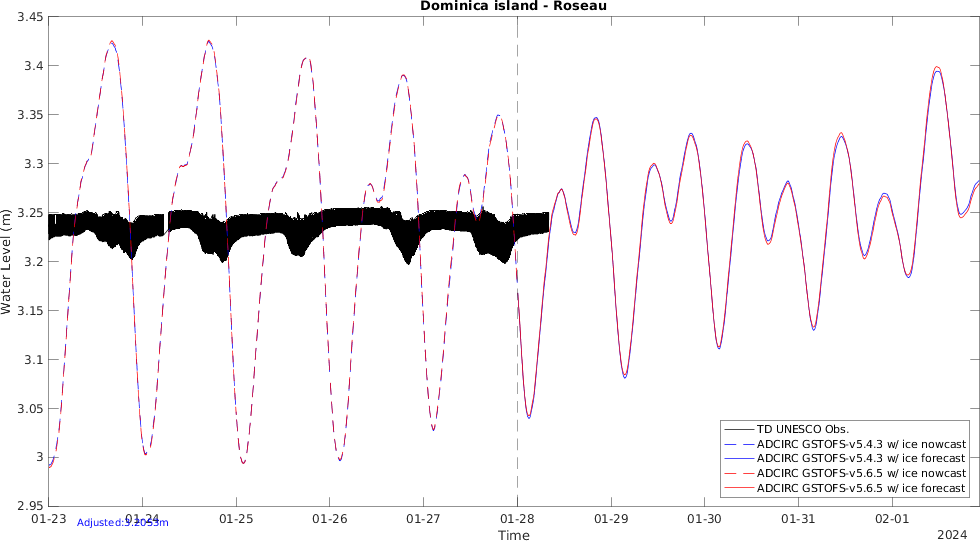 Dominica island - Roseau
3.45
3.4
3.35
3.3
3.25
3.2
3.15
3.1
3.05
3
2.95
Water Level (m)
01-23
01-24
01-25
01-26
01-27
01-28
01-29
01-30
01-31
02-01
Adjusted:3.2053m
Time
2024
TD UNESCO Obs.
ADCIRC GSTOFS-v5.4.3 w/ ice nowcast
ADCIRC GSTOFS-v5.4.3 w/ ice forecast
ADCIRC GSTOFS-v5.6.5 w/ ice nowcast
ADCIRC GSTOFS-v5.6.5 w/ ice forecast